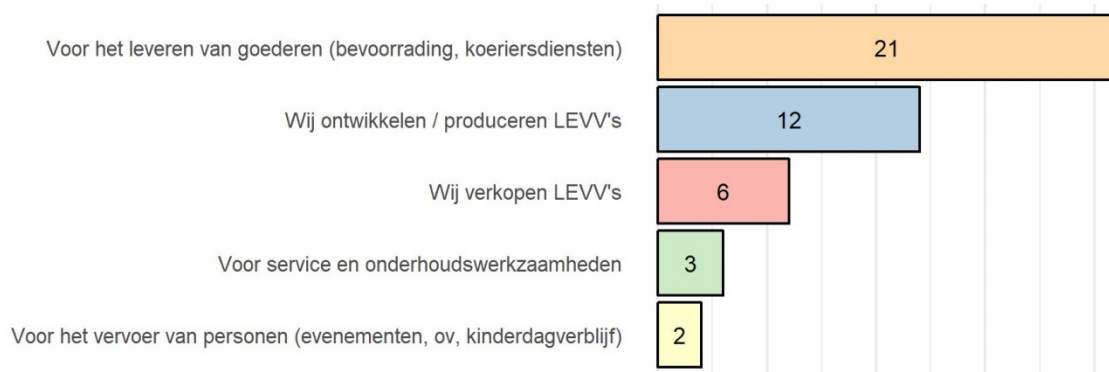 Voor het leveren van goederen (bevoorrading, koeriersdiensten) 21
Wij ontwikkelen / produceren LEVV's 12
Wij verkopen LEVV's 6
Voor service en onderhoudswerkzaamheden 3
Voor het vervoer van personen (evenementen, ov, kinderdagverblijf) 2